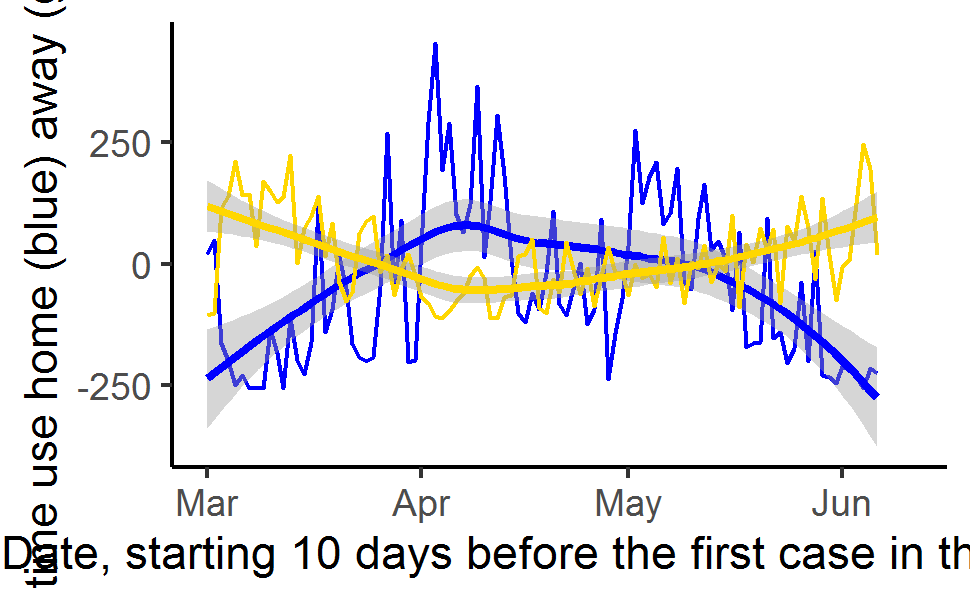 time use home (blue) away (
250
0
-250
Mar Apr May Jun
Date, starting 10 days before the first case in th